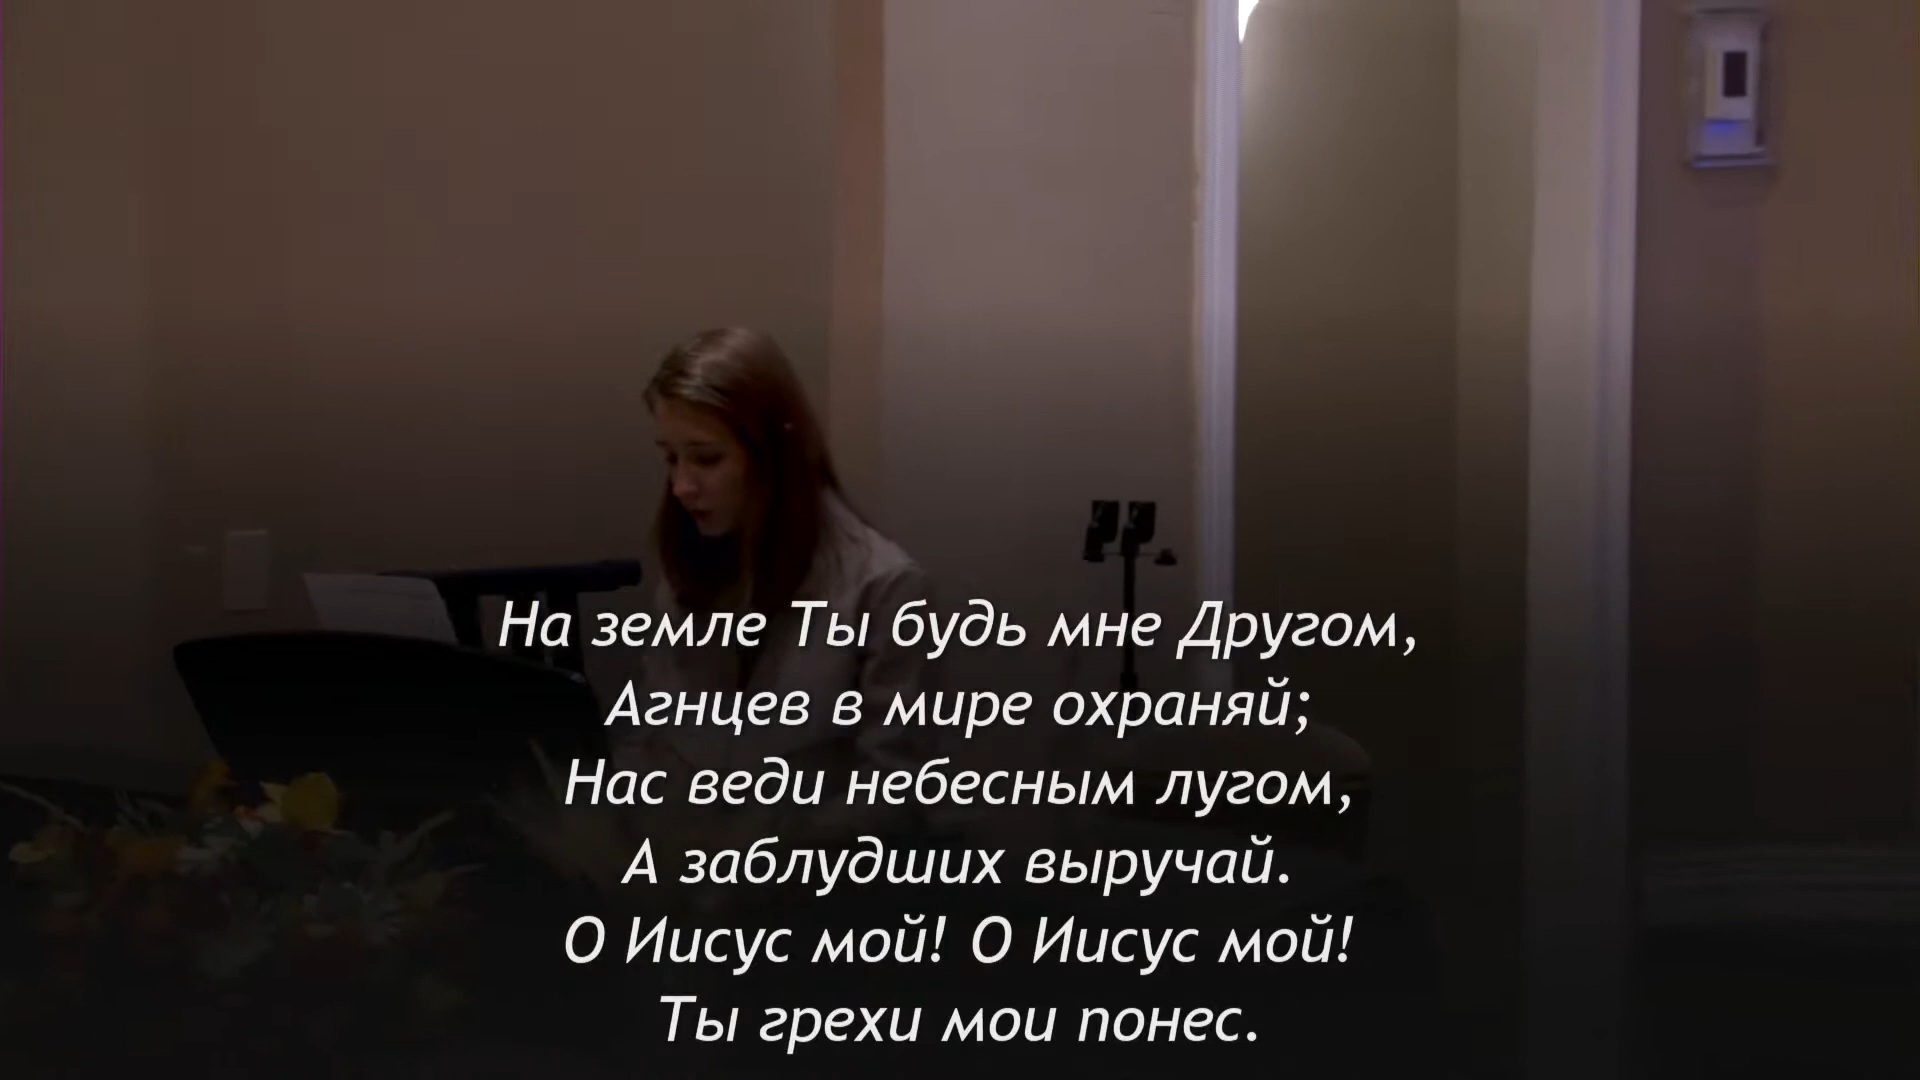 На земле Ты будь мне Другом,
Агнцев в мире охраняй;
Нас веди небесным лугом,
А заблудших выручай.
О Иисус мой! О Иисус мой!
Ты грехи мои понес.